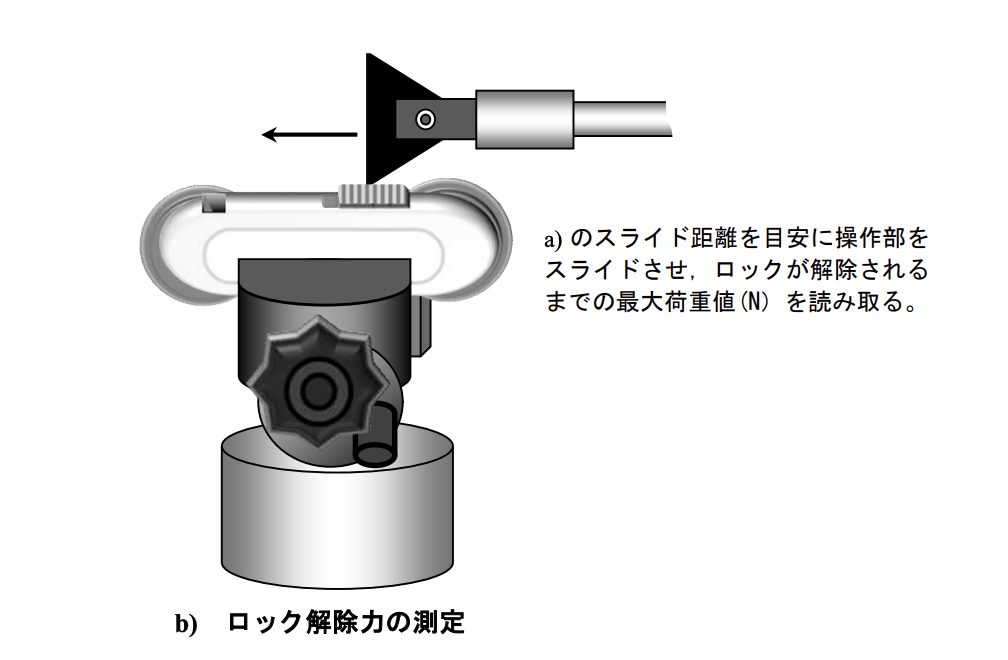 a) のスライド距離を目安に操作部を
スライドさせ，ロックが解除される
までの最大荷重値(N) を読み取る。
b) ロック解除力の測定